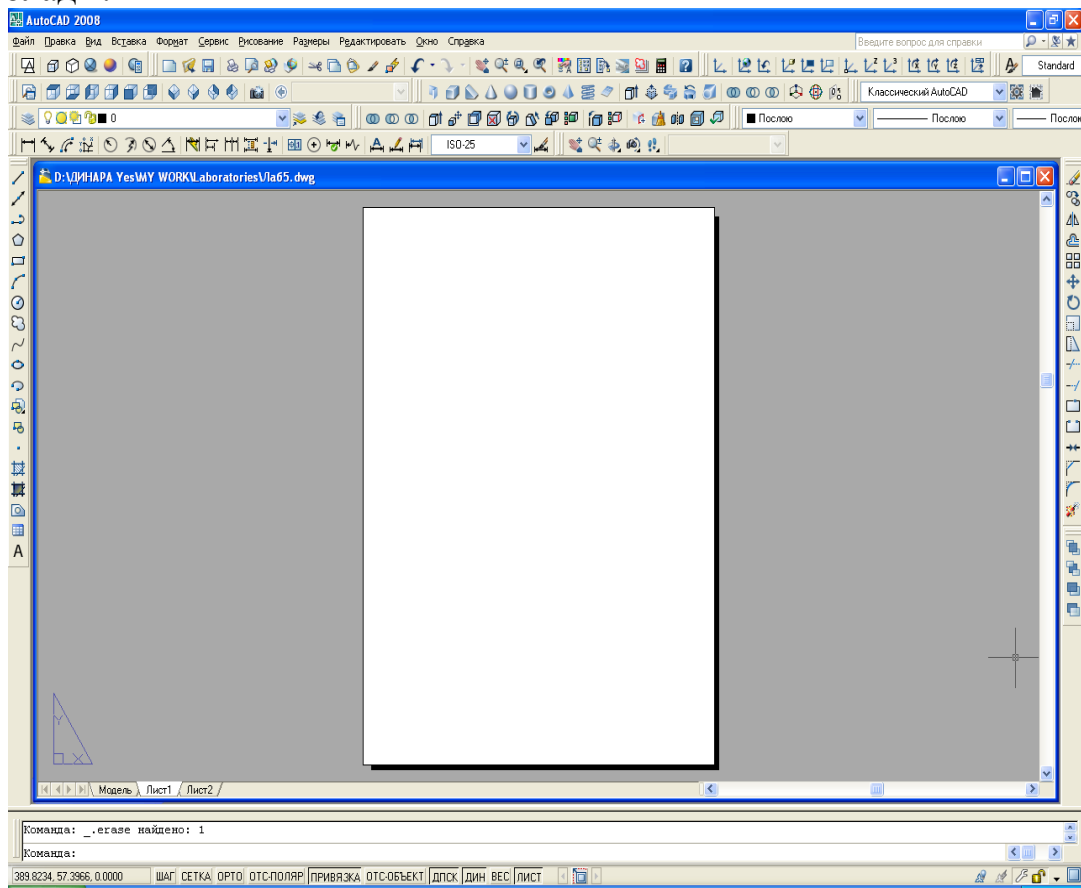 AutoCAD 2008
Файл Правка Вид Вставка Формат Сервис Рисование Размеры Редактировать Окно Справка Введите вопрос для справки
Standard
Классический AutoCAD
0 Послою Послою Послою
ISO-25
D:\ДИНАРА Yes\MY WORK\Laboratories\Лаб5.dwg
A
Y
X
Модель Лист1 Лист2
Команда: _.erase найдено: 1
Команда:
389.8234, 57.3966, 0.0000 ШАГ СЕТКА ОРТО ОТС-ПОЛЯР ПРИВЯЗКА ОТС-ОБЪЕКТ ДПСК ДИН ВЕС ЛИСТ